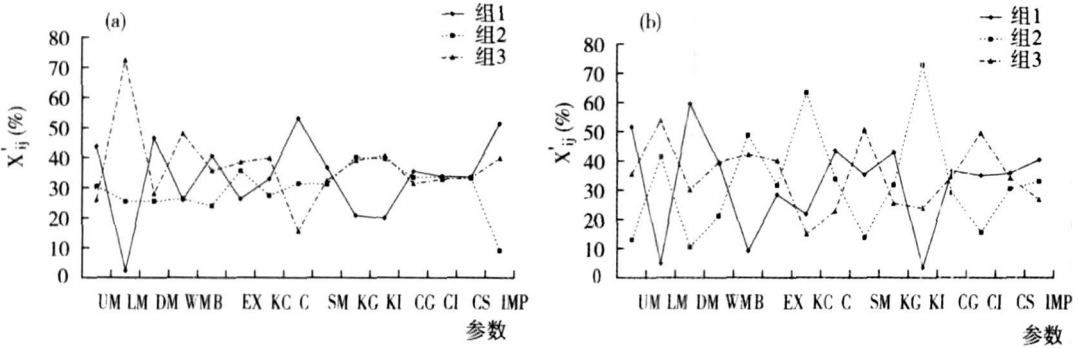 (a)
组1
组2
组3
80
70
60
50
40
30
20
10
0
X'ij (%)
UM LM DM WMB EX KC C SM KG KI CG CI CS IMP
参数
(b)
组1
组2
组3
80
70
60
50
40
30
20
10
0
X'ij (%)
UM LM DM WMB EX KC C SM KG KI CG CI CS IMP
参数